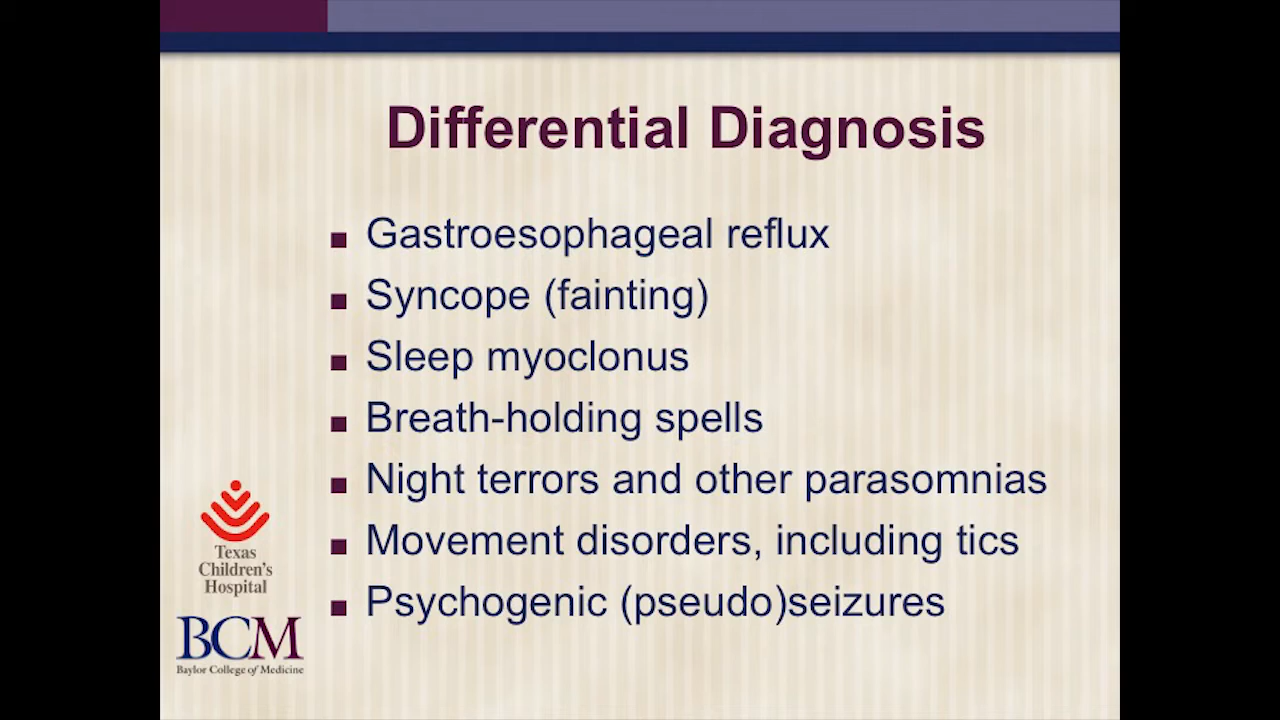 Differential Diagnosis
Gastroesophageal reflux
Syncope (fainting)
Sleep myoclonus
Breath-holding spells
Night terrors and other parasomnias
Movement disorders, including tics
Psychogenic (pseudo)seizures
Texas
Children's
Hospital
BCM
Baylor College of Medicine